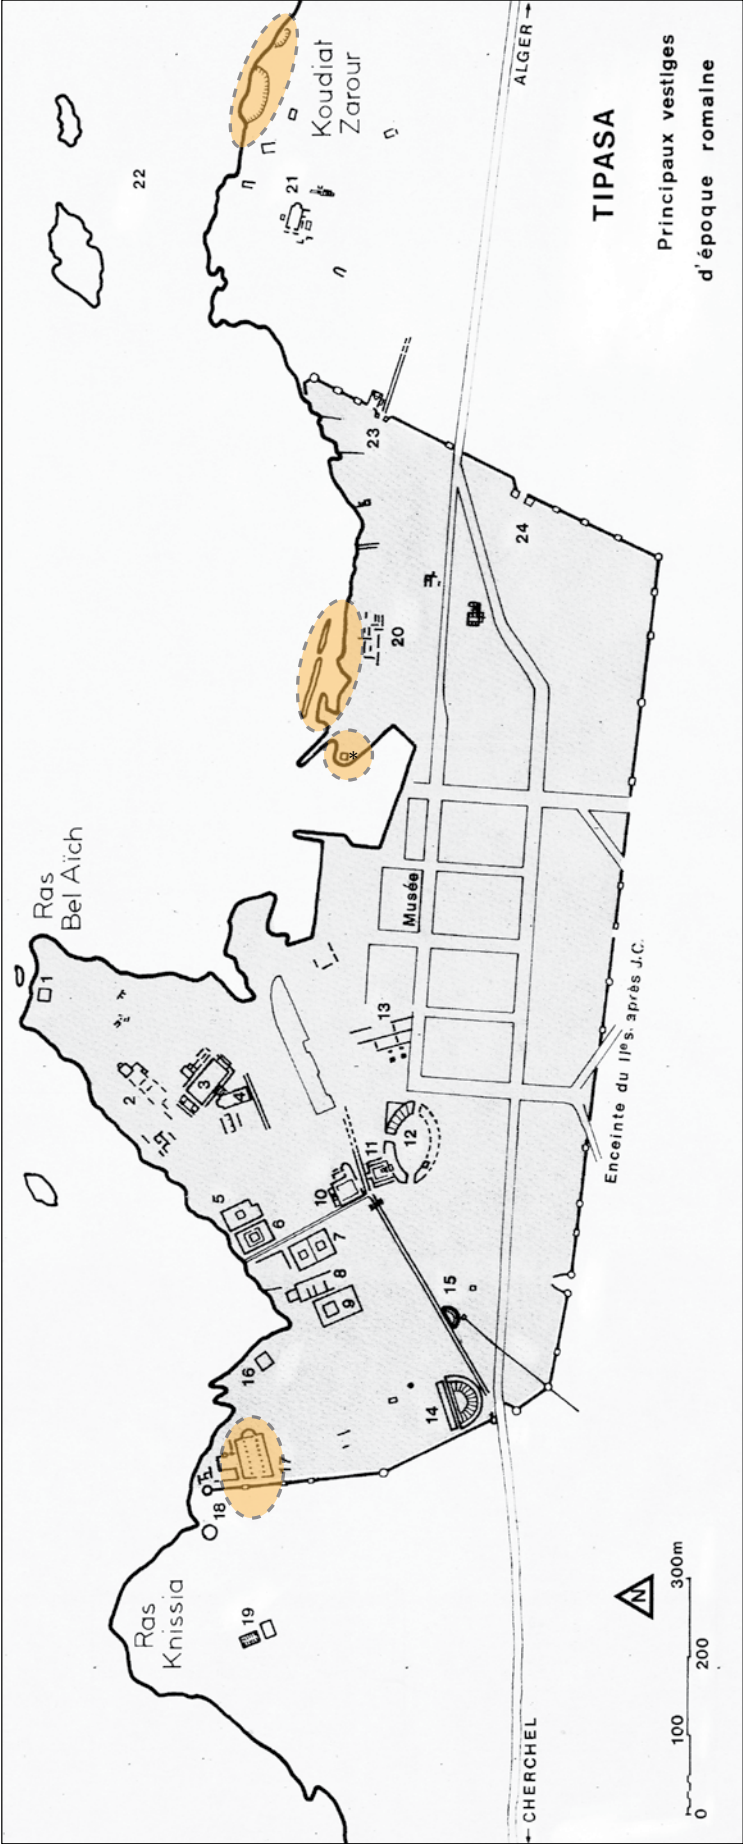 TIPASA
Principaux vestiges
d'époque romaine
Ras
Bel Aïch
1
2
3
4
5
6
7
8
9
10
11
12
13
14
15
16
17
18
19
20
21
22
23
24
*
Musée
Koudiat
Zarour
Ras
Knissia
Enceinte du IIe s. après J.C.
←CHERCHEL
ALGER→
N
0 100 200 300m